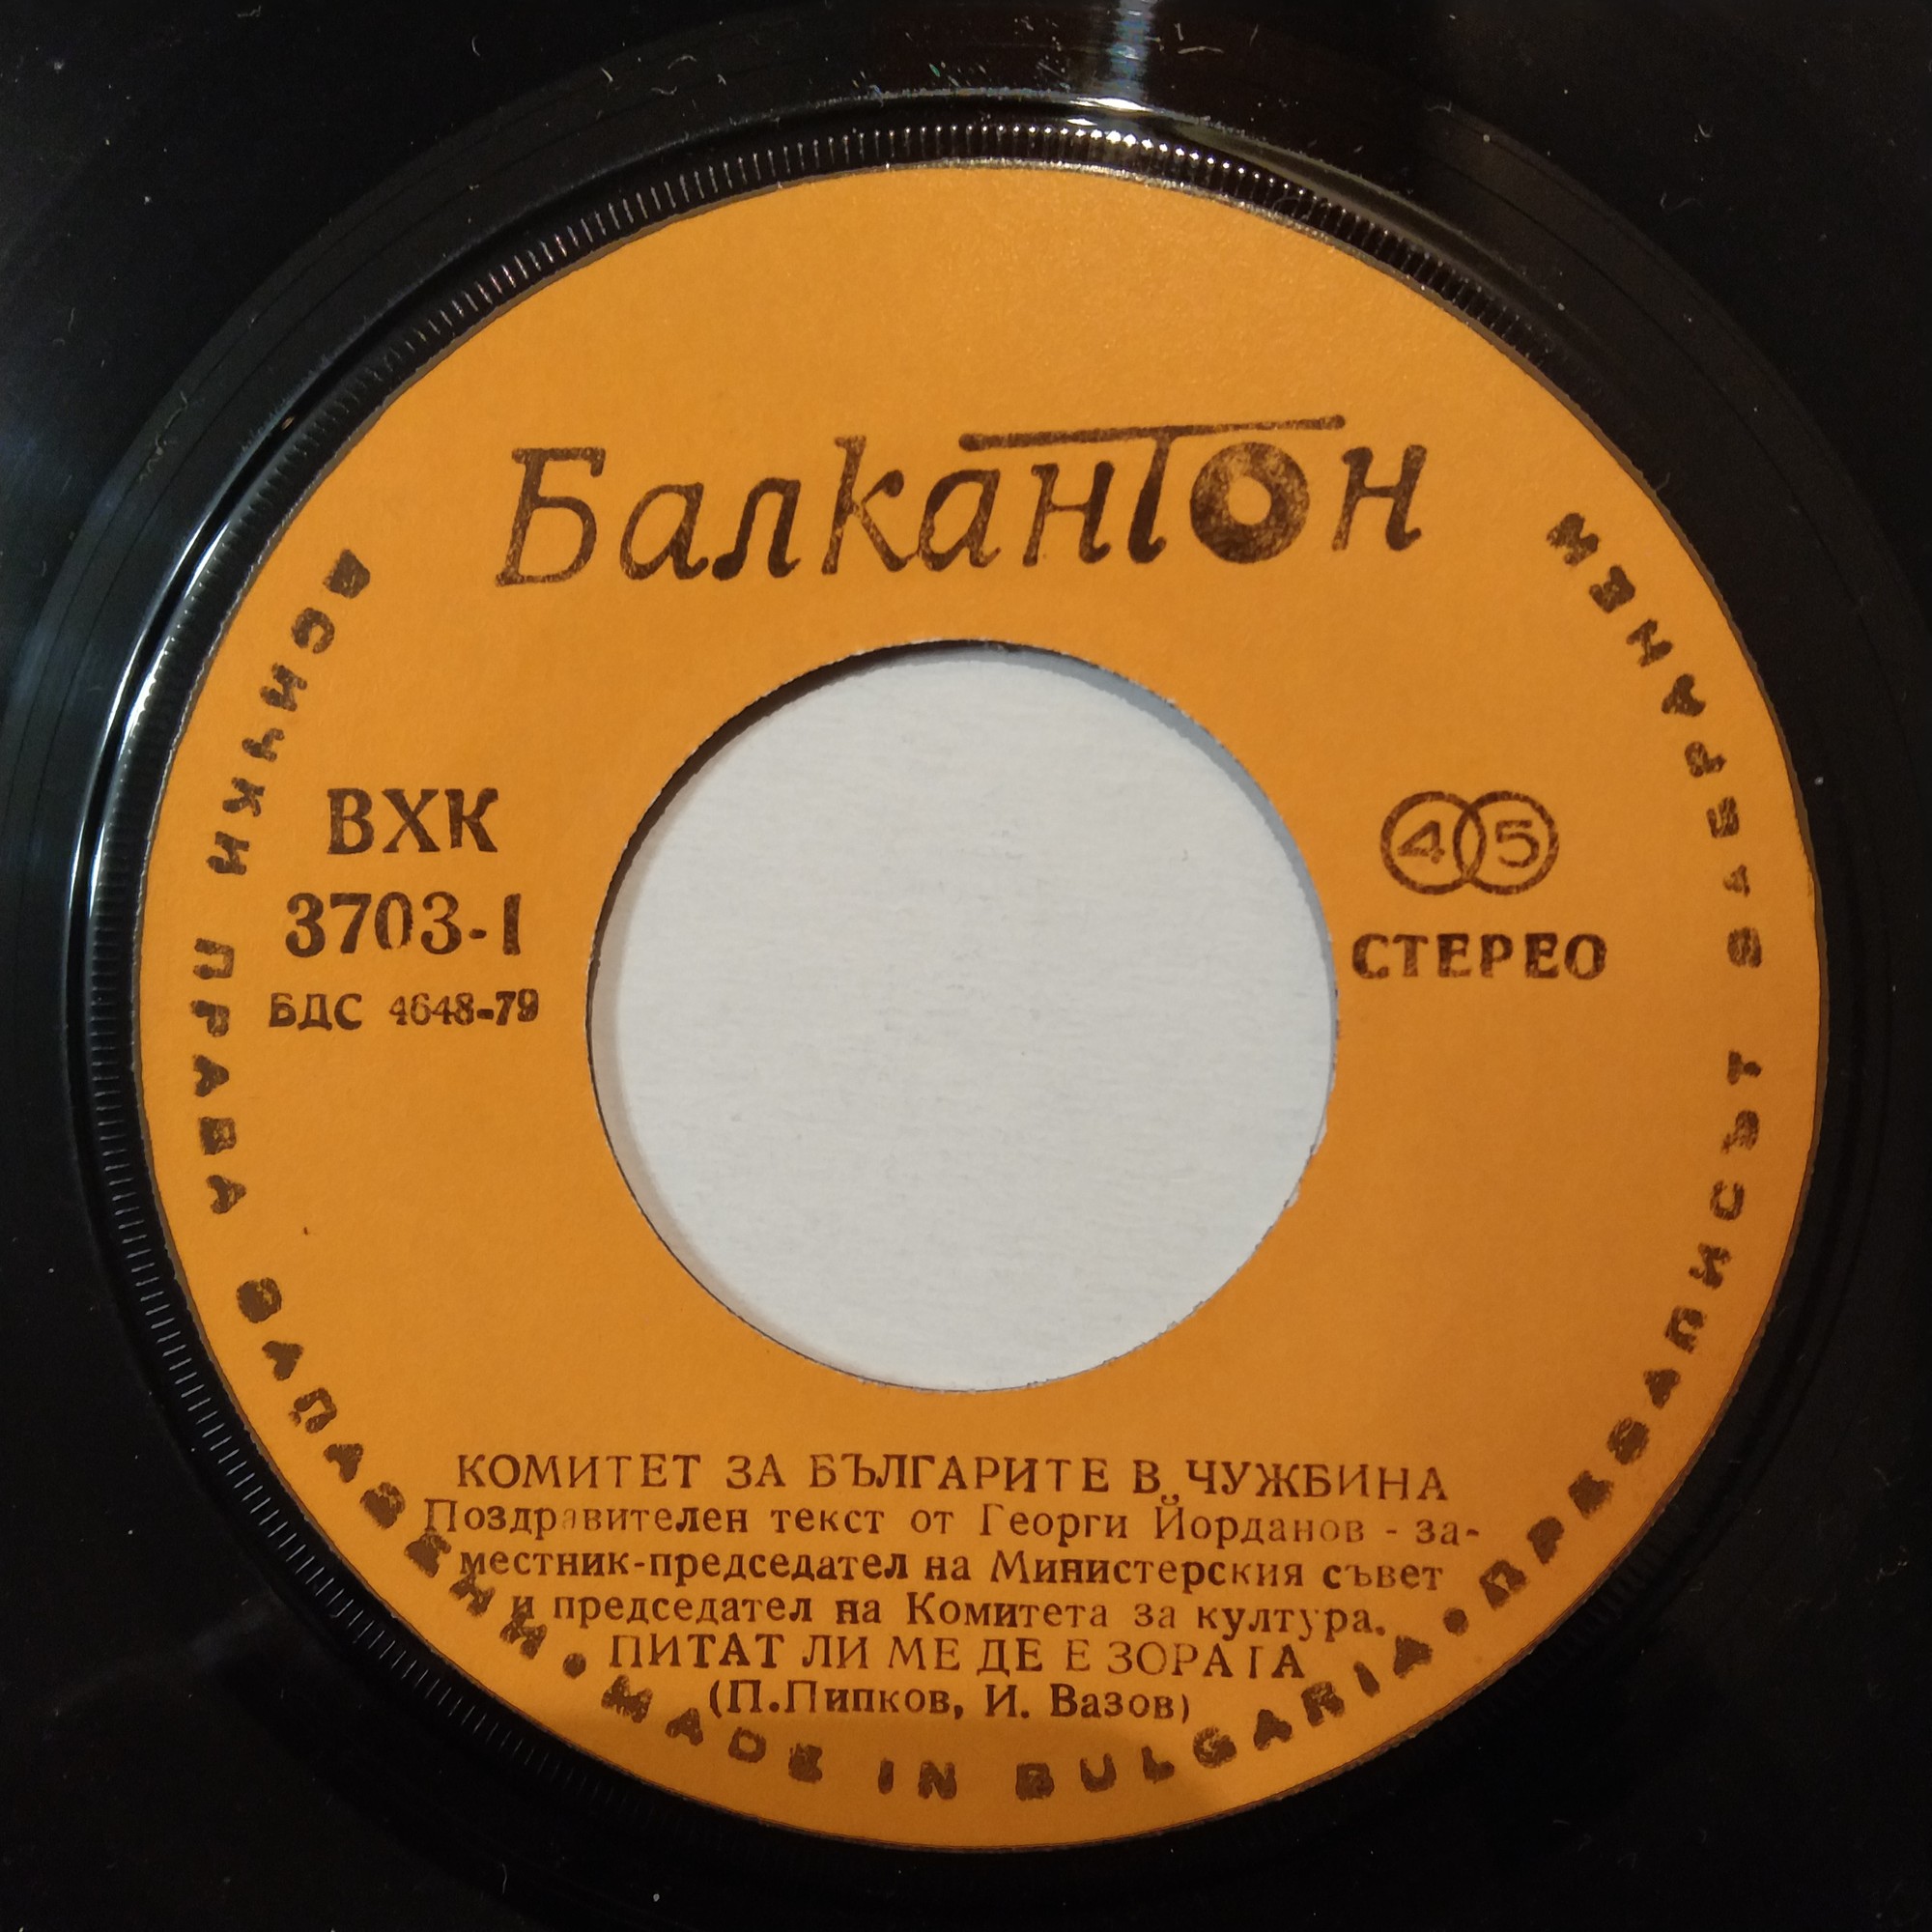 Балкантон
ВХК
3703-1
БДС 4648-79
45
СТЕРЕО
КОМИТЕТ ЗА БЪЛГАРИТЕ В ЧУЖБИНА
Поздравителен текст от Георги Йорданов - за-
местник-председател на Министерския съвет
и председател на Комитета за култура.
ПИТАТ ЛИ МЕ ДЕ Е ЗОРАТА
(П.Пипков, И. Вазов)
ВСИЧКИ ПРАВА ЗАПАЗЕНИ • MADE IN BULGARIA • ПРЕЗАПИСЪТ ЗАБРАНЕН